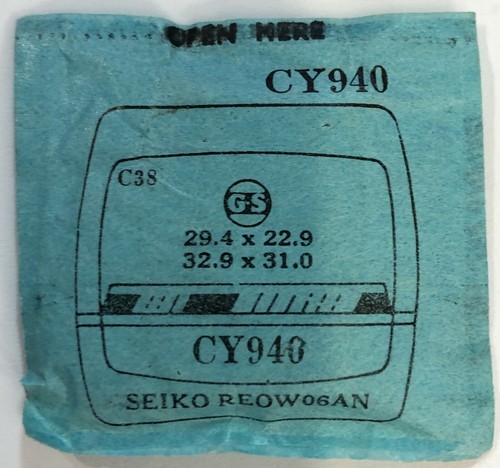 OPEN HERE
CY940
C38
GS
29.4 x 22.9
32.9 x 31.0
CY940
SEIKO REOW06AN